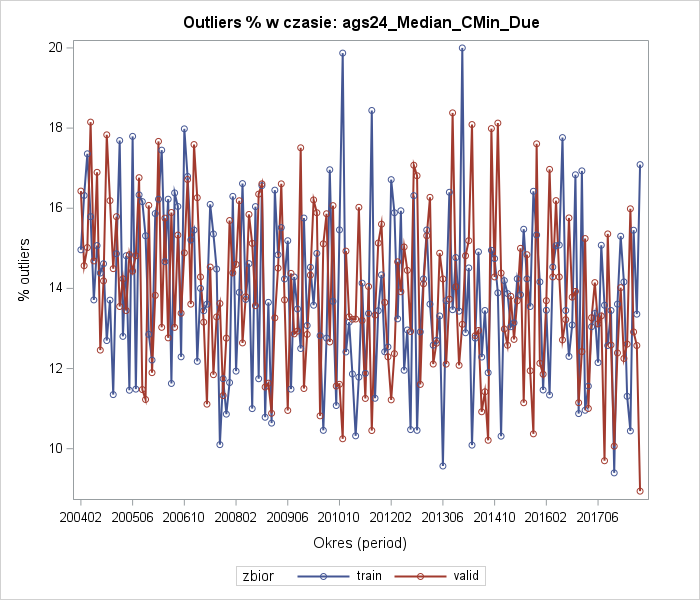 Outliers % w czasie: ags24_Median_CMin_Due
% outliers
20
18
16
14
12
10
200402 200506 200610 200802 200906 201010 201202 201306 201410 201602 201706
Okres (period)
zbior train valid